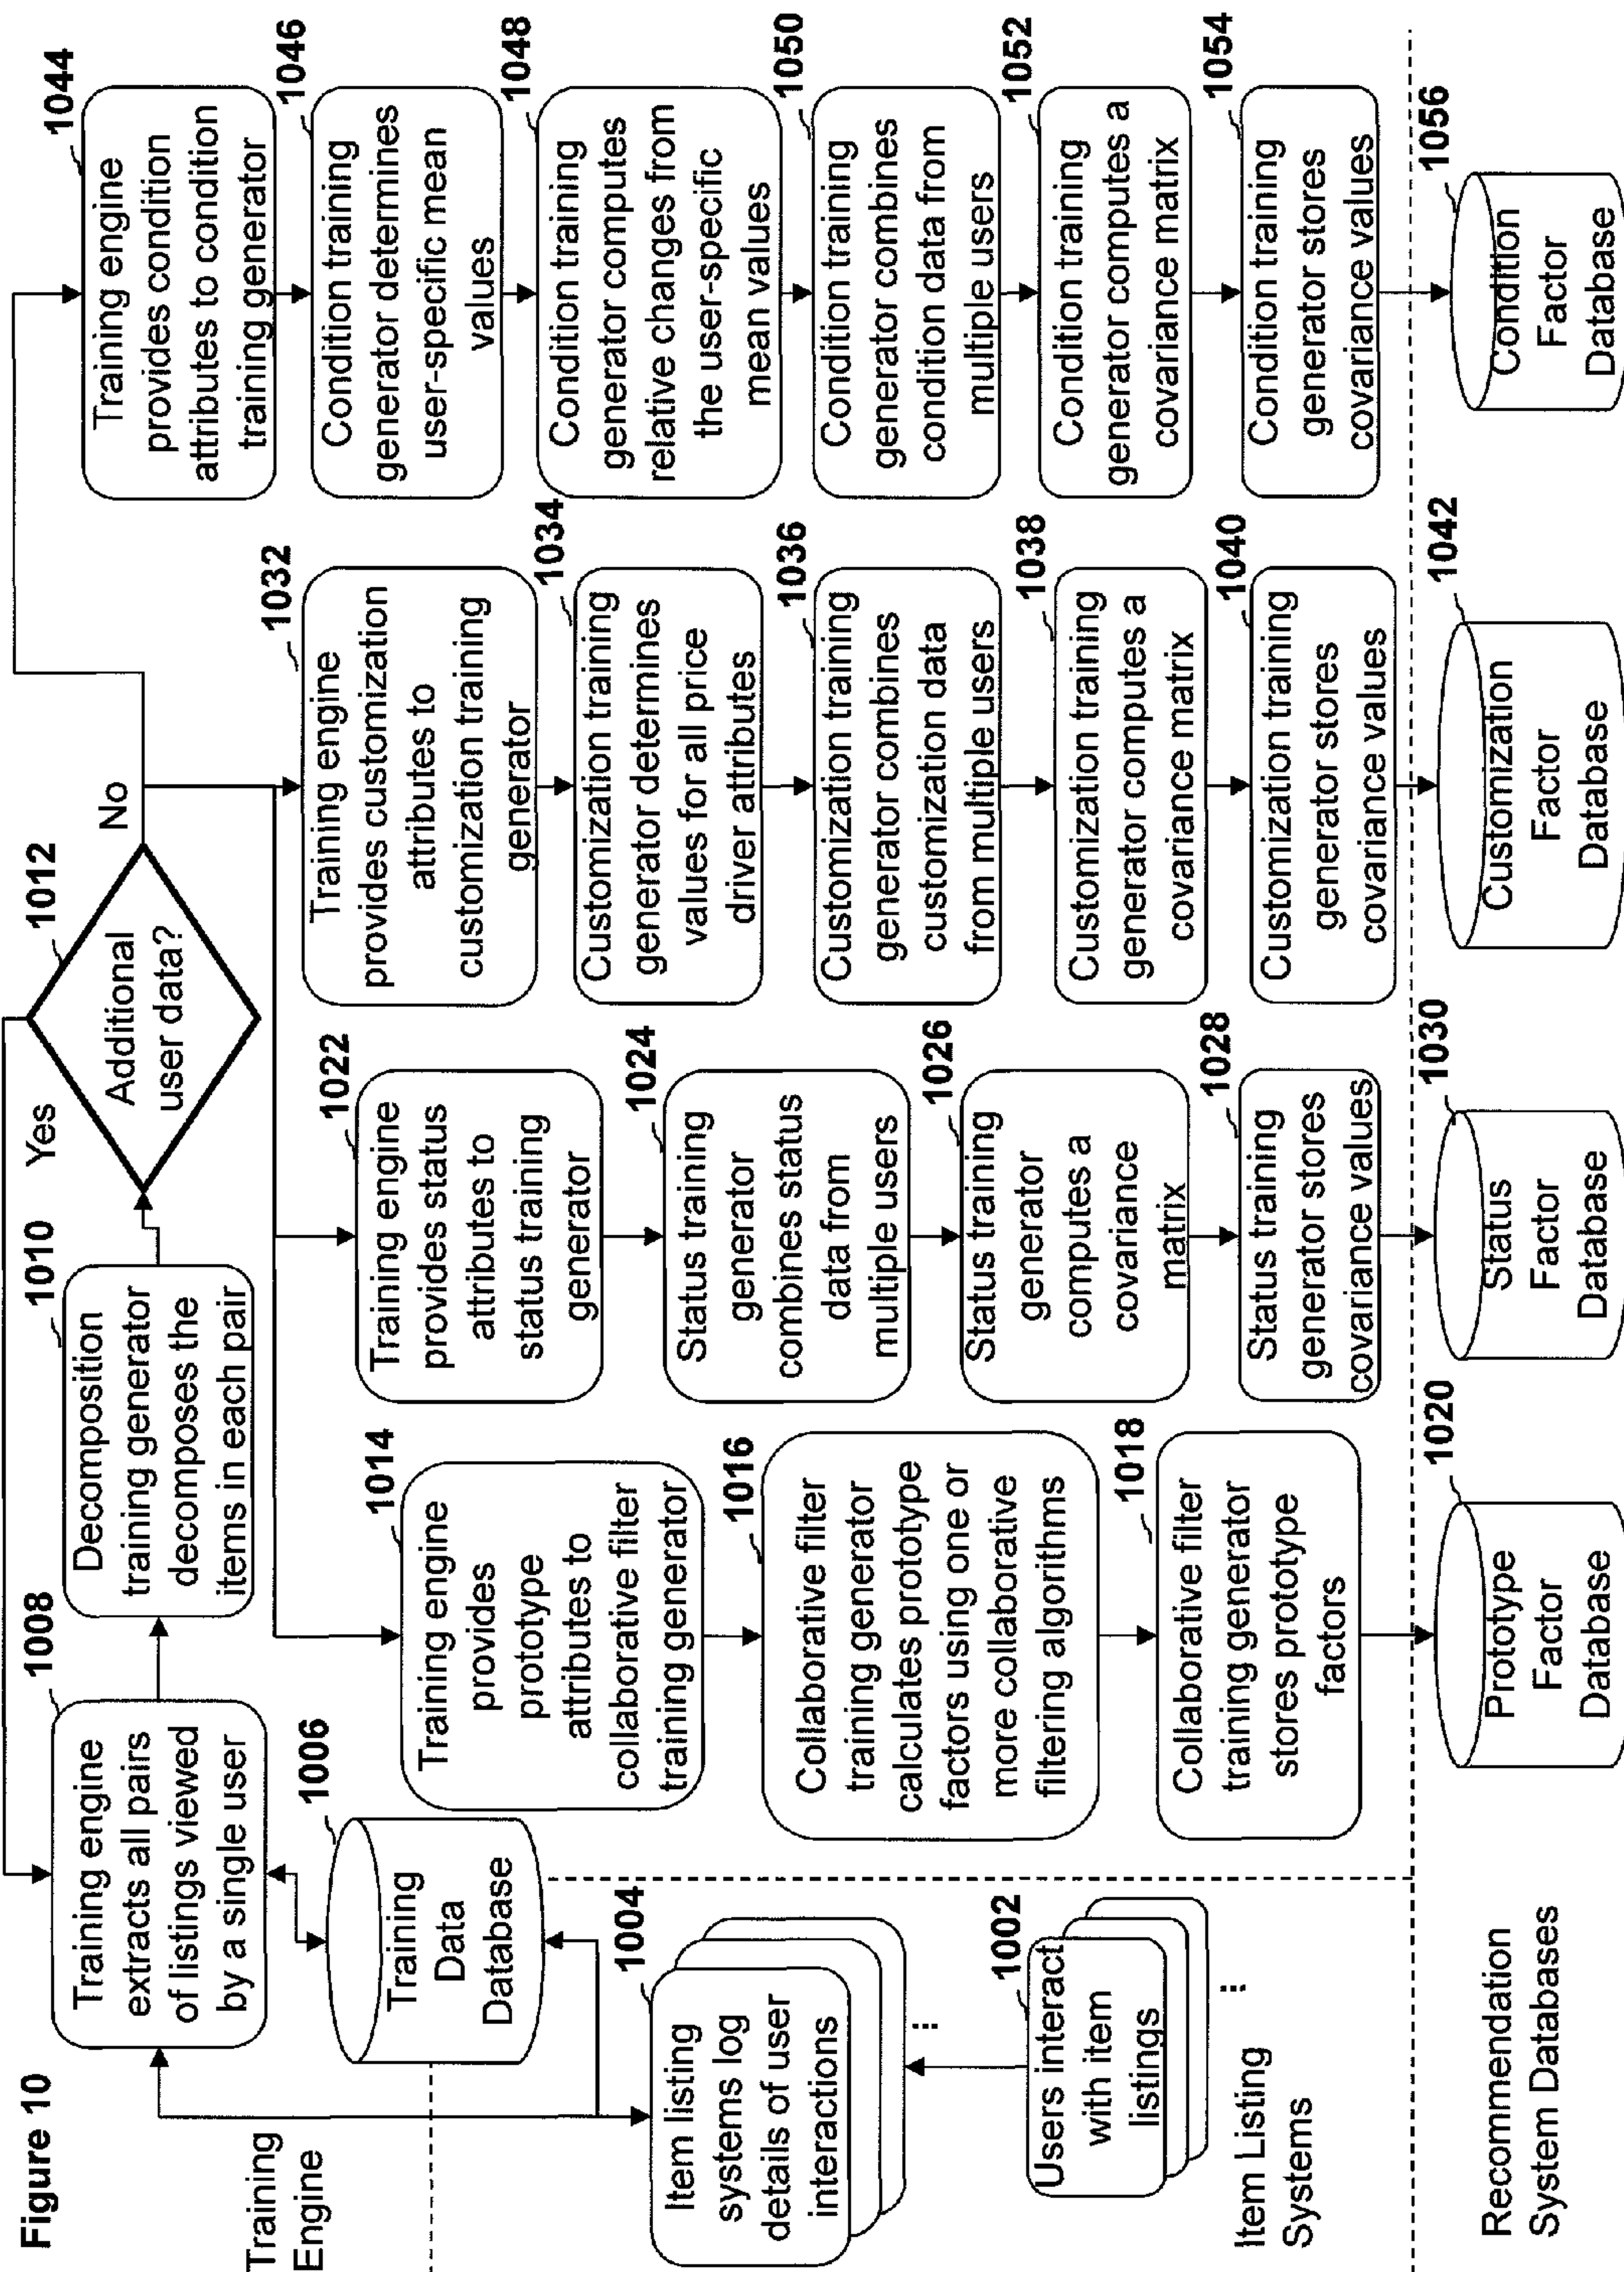 Figure 10
Training
Engine
1008
Training engine
extracts all pairs
of listings viewed
by a single user
1010
Decomposition
training generator
decomposes the
items in each pair
1012
Additional
user data?
Yes
No
1006
Training
Data
Database
1004
Item listing
systems log
details of user
interactions
...
1002
Users interact
with item
listings
...
Item Listing
Systems
1014
Training engine
provides
prototype
attributes to
collaborative filter
training generator
1016
Collaborative filter
training generator
calculates prototype
factors using one or
more collaborative
filtering algorithms
1018
Collaborative filter
training generator
stores prototype
factors
1022
Training engine
provides status
attributes to
status training
generator
1024
Status training
generator
combines status
data from
multiple users
1026
Status training
generator
computes a
covariance
matrix
1028
Status training
generator stores
covariance values
1032
Training engine
provides customization
attributes to
customization training
generator
1034
Customization training
generator determines
values for all price
driver attributes
1036
Customization training
generator combines
customization data
from multiple users
1038
Customization training
generator computes a
covariance matrix
1040
Customization training
generator stores
covariance values
1044
Training engine
provides condition
attributes to condition
training generator
1046
Condition training
generator determines
user-specific mean
values
1048
Condition training
generator computes
relative changes from
the user-specific
mean values
1050
Condition training
generator combines
condition data from
multiple users
1052
Condition training
generator computes a
covariance matrix
1054
Condition training
generator stores
covariance values
Recommendation
System Databases
1020
Prototype
Factor
Database
1030
Status
Factor
Database
1042
Customization
Factor
Database
1056
Condition
Factor
Database